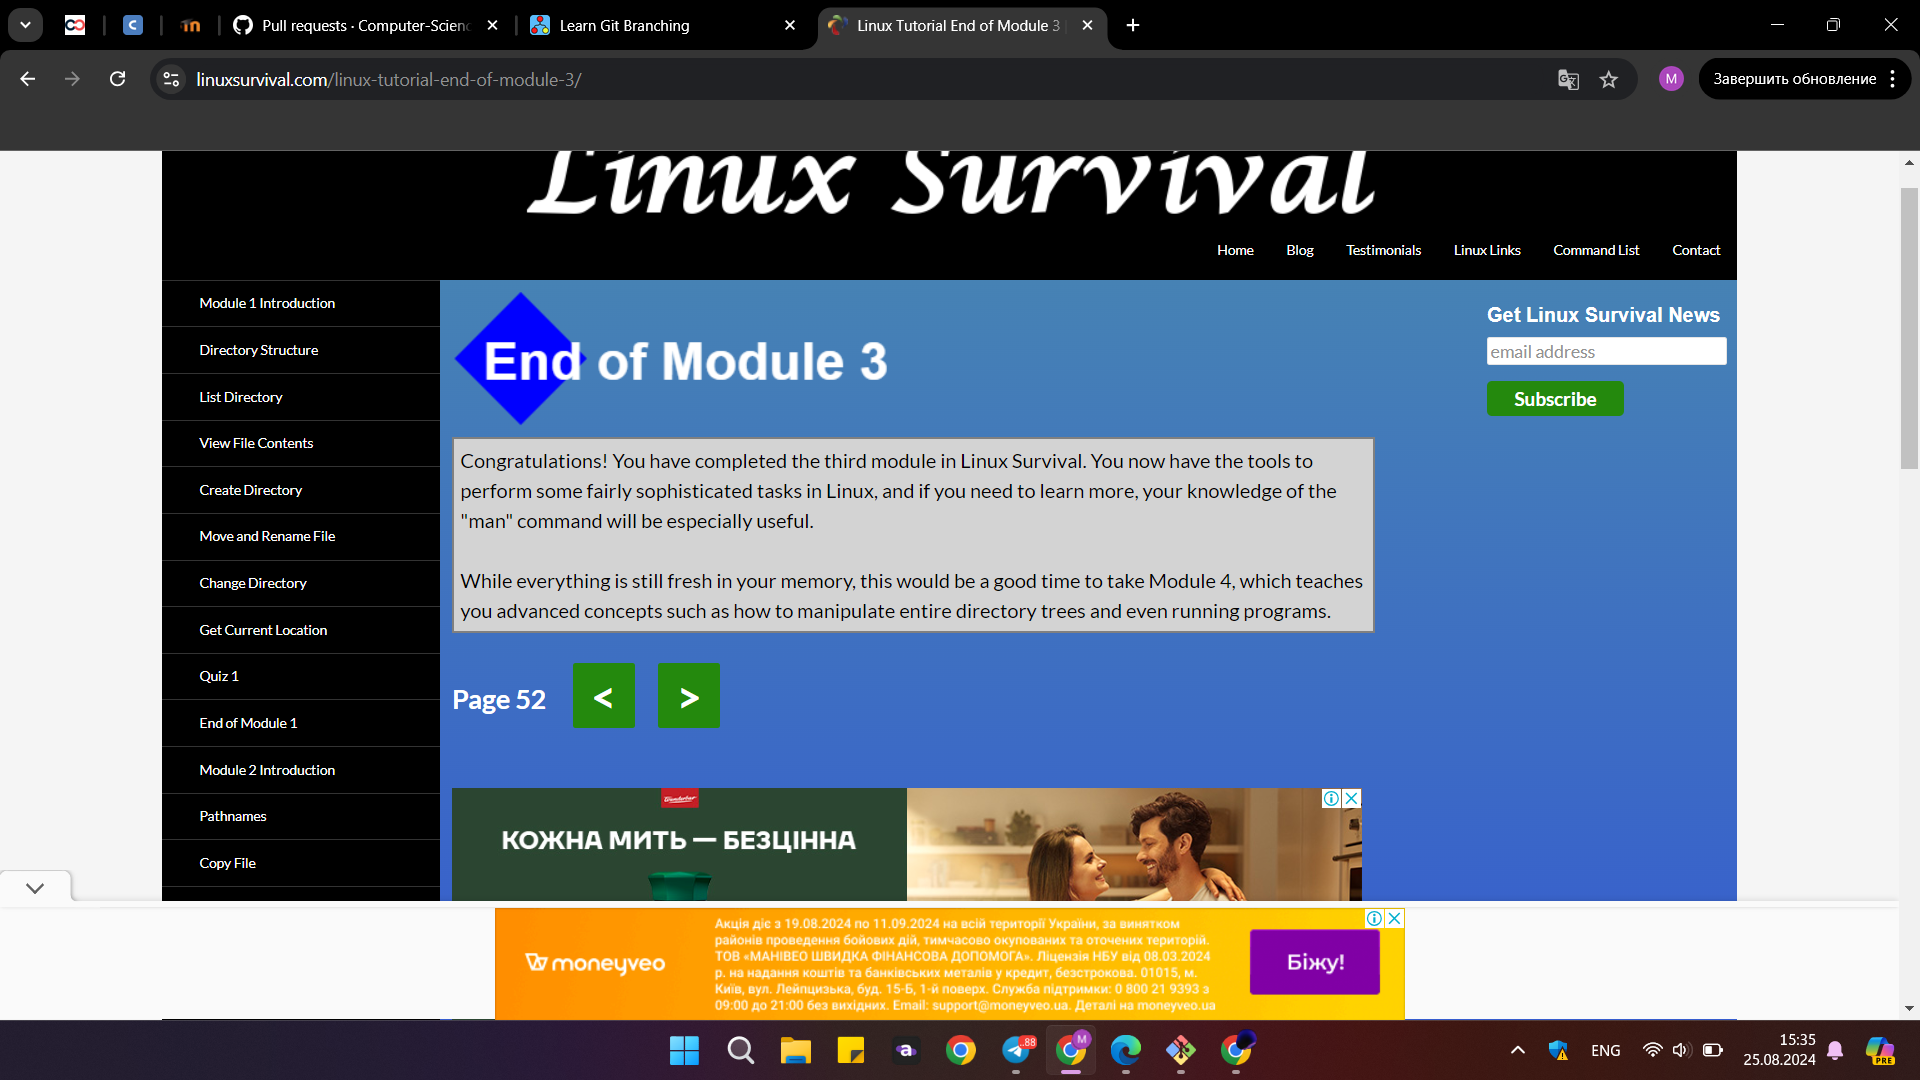 Pull requests · Computer-Scienc
Learn Git Branching
Linux Tutorial End of Module 3
linuxsurvival.com/linux-tutorial-end-of-module-3/
M
Завершить обновление
Linux Survival
Home
Blog
Testimonials
Linux Links
Command List
Contact
Module 1 Introduction
Directory Structure
List Directory
View File Contents
Create Directory
Move and Rename File
Change Directory
Get Current Location
Quiz 1
End of Module 1
Module 2 Introduction
Pathnames
Copy File
End of Module 3
Get Linux Survival News
email address
Subscribe
Congratulations! You have completed the third module in Linux Survival. You now have the tools to
perform some fairly sophisticated tasks in Linux, and if you need to learn more, your knowledge of the
"man" command will be especially useful.
While everything is still fresh in your memory, this would be a good time to take Module 4, which teaches
you advanced concepts such as how to manipulate entire directory trees and even running programs.
Page 52
<
>
КОЖНА МИТЬ — БЕЗЦІННА
moneyveo
Акція діє з 19.08.2024 по 11.09.2024 на всій території України, за винятком
районів проведення бойових дій, тимчасово окупованих та оточених територій.
ТОВ «МАНІВЕО ШВИДКА ФІНАНСОВА ДОПОМОГА». Ліцензія НБУ від 08.03.2024
р. на надання коштів та банківських металів у кредит, безстрокова. 01015, м.
Київ, вул. Лейпцизька, буд. 15-Б, 1-й поверх. Служба підтримки: 0 800 21 9393 з
09:00 до 21:00 без вихідних. Email: support@moneyveo.ua. Деталі на moneyveo.ua
Біжу!
a
.88
M
ENG
15:35
25.08.2024
PRE